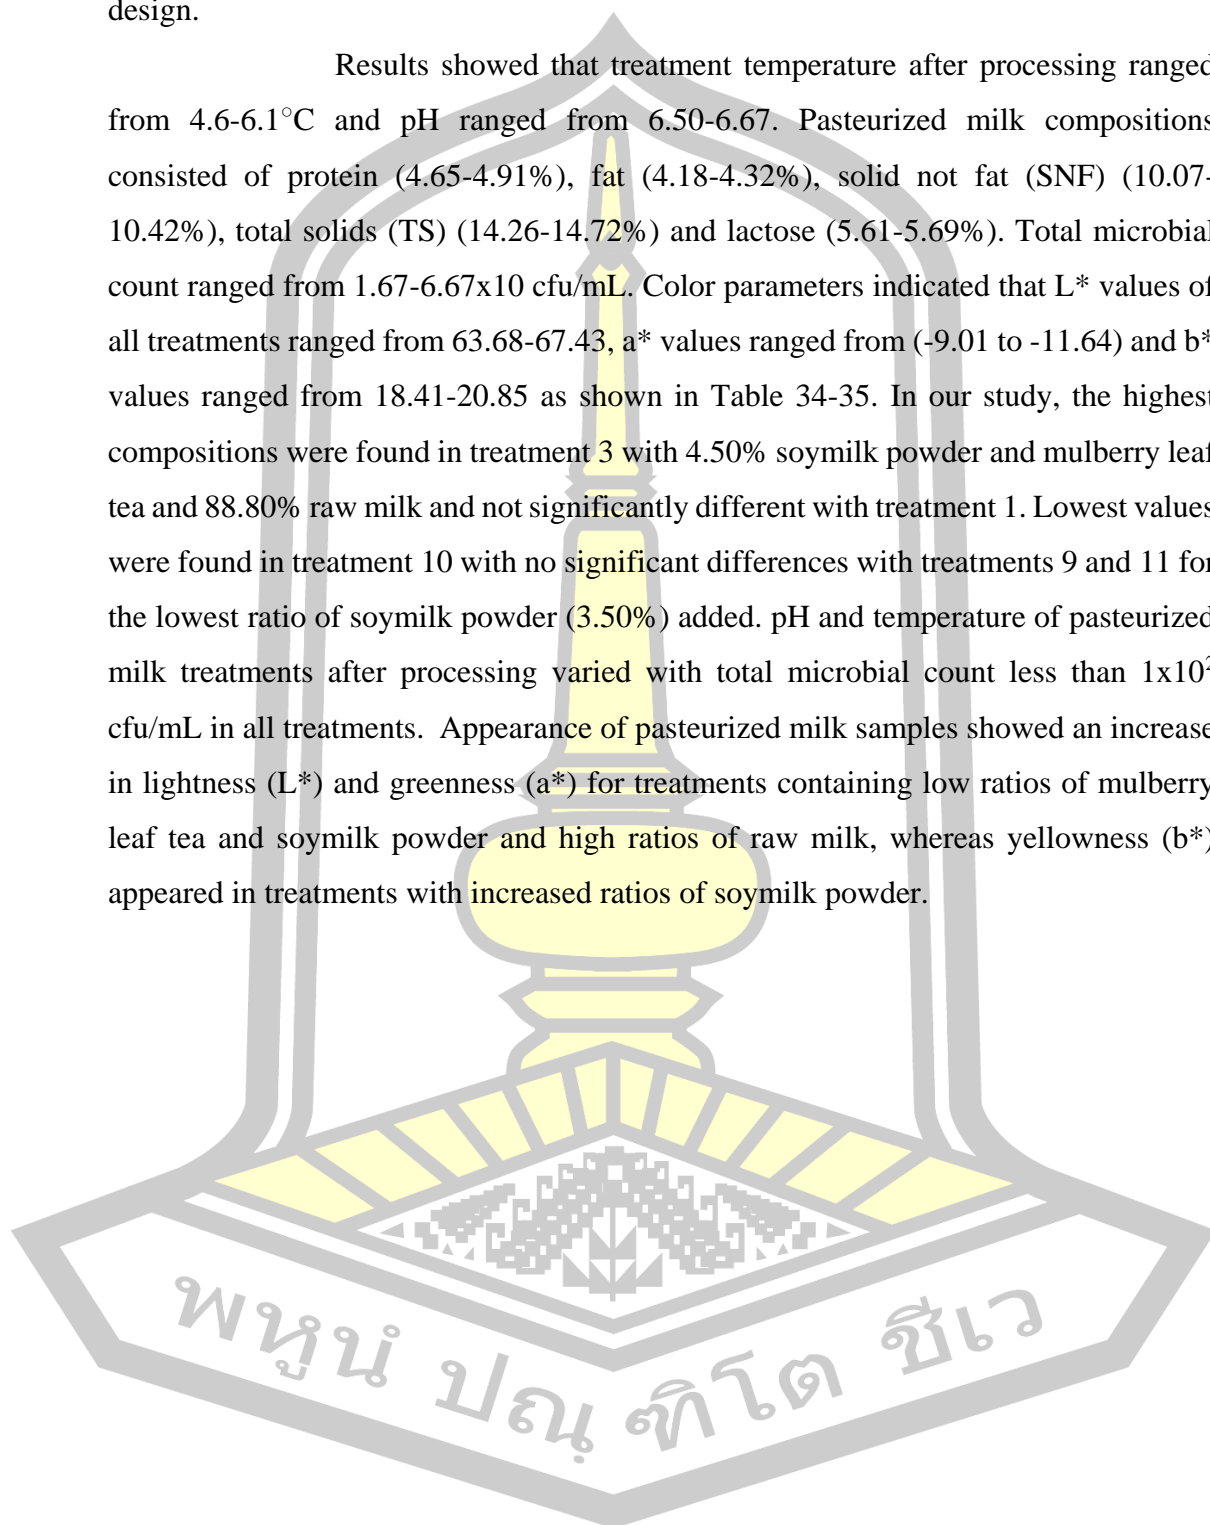 design.
Results showed that treatment temperature after processing ranged
from 4.6-6.1°C and pH ranged from 6.50-6.67. Pasteurized milk compositions
consisted of protein (4.65-4.91%), fat (4.18-4.32%), solid not fat (SNF) (10.07-
10.42%), total solids (TS) (14.26-14.72%) and lactose (5.61-5.69%). Total microbial
count ranged from 1.67-6.67x10 cfu/mL. Color parameters indicated that L* values of
all treatments ranged from 63.68-67.43, a* values ranged from (-9.01 to -11.64) and b*
values ranged from 18.41-20.85 as shown in Table 34-35. In our study, the highest
compositions were found in treatment 3 with 4.50% soymilk powder and mulberry leaf
tea and 88.80% raw milk and not significantly different with treatment 1. Lowest values
were found in treatment 10 with no significant differences with treatments 9 and 11 for
the lowest ratio of soymilk powder (3.50%) added. pH and temperature of pasteurized
milk treatments after processing varied with total microbial count less than 1x10²
cfu/mL in all treatments. Appearance of pasteurized milk samples showed an increase
in lightness (L*) and greenness (a*) for treatments containing low ratios of mulberry
leaf tea and soymilk powder and high ratios of raw milk, whereas yellowness (b*)
appeared in treatments with increased ratios of soymilk powder.
พหูนํ ปณฺฑิโต ชีเว